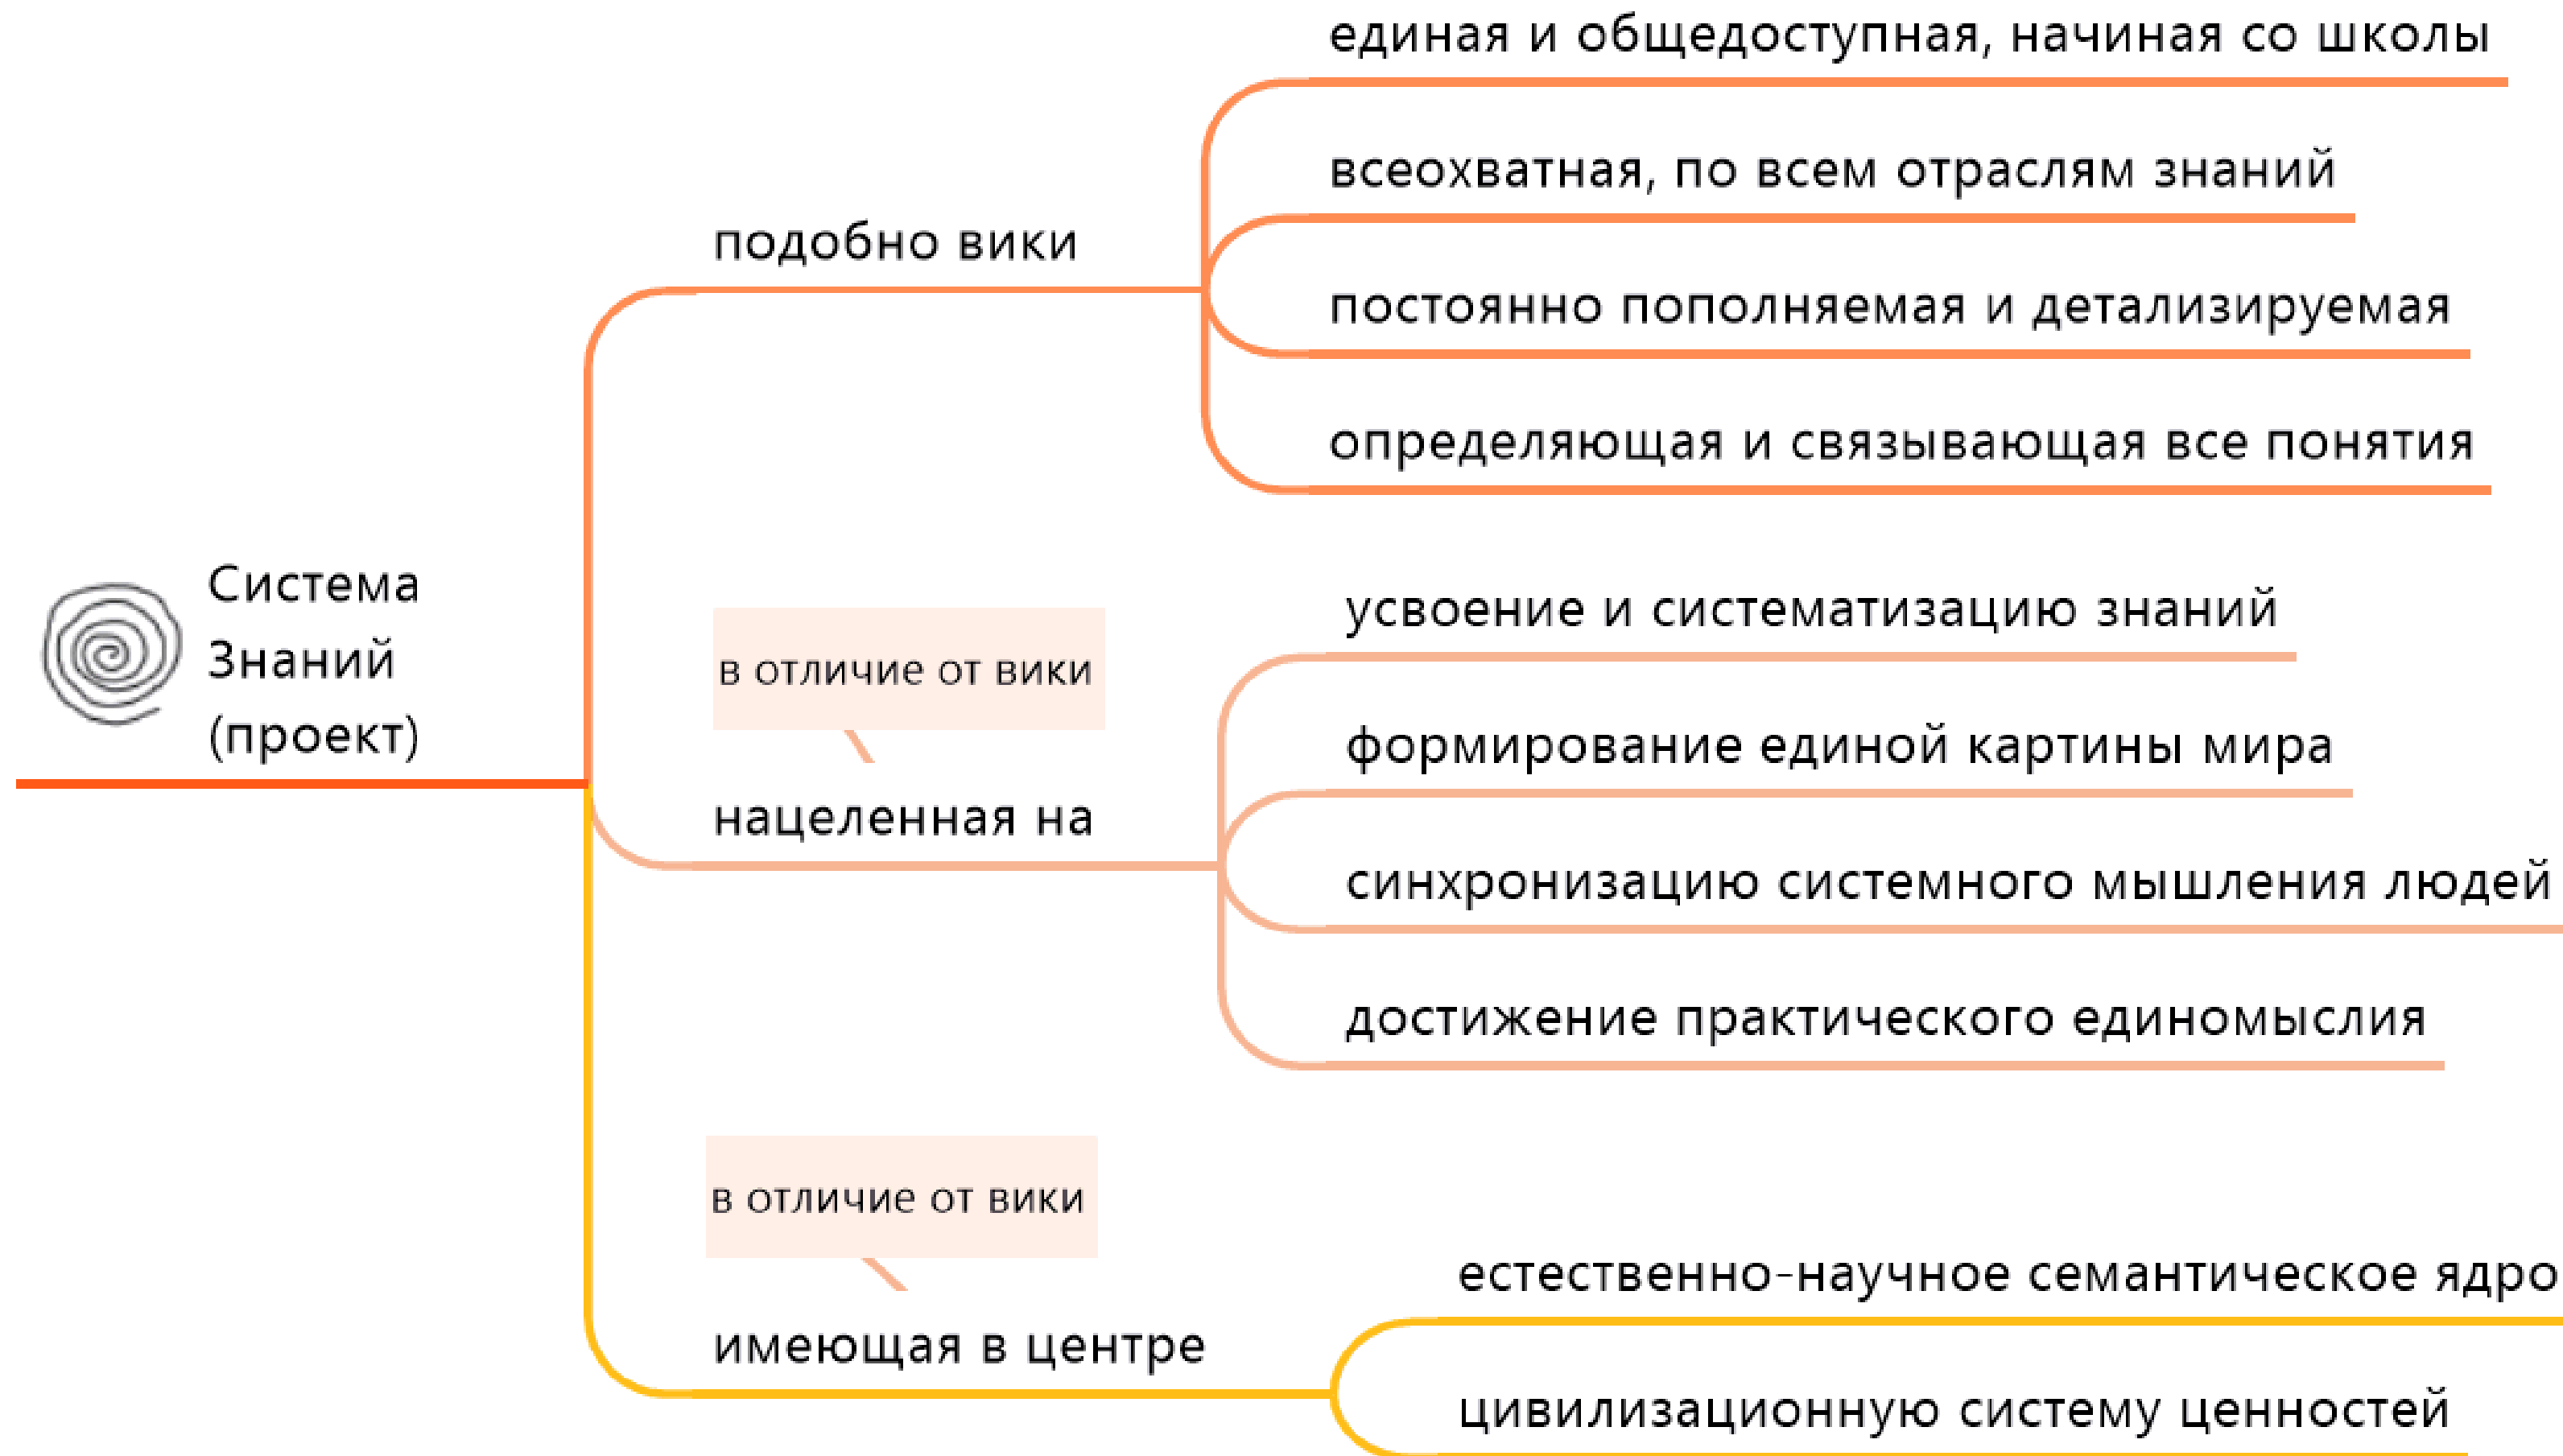 единая и общедоступная, начиная со школы
всеохватная, по всем отраслям знаний
подобно вики
постоянно пополняемая и детализируемая
определяющая и связывающая все понятия
Система
Знаний
(проект)
в отличие от вики
нацеленная на
усвоение и систематизацию знаний
формирование единой картины мира
синхронизацию системного мышления людей
достижение практического единомыслия
в отличие от вики
имеющая в центре
естественно-научное семантическое ядро
цивилизационную систему ценностей